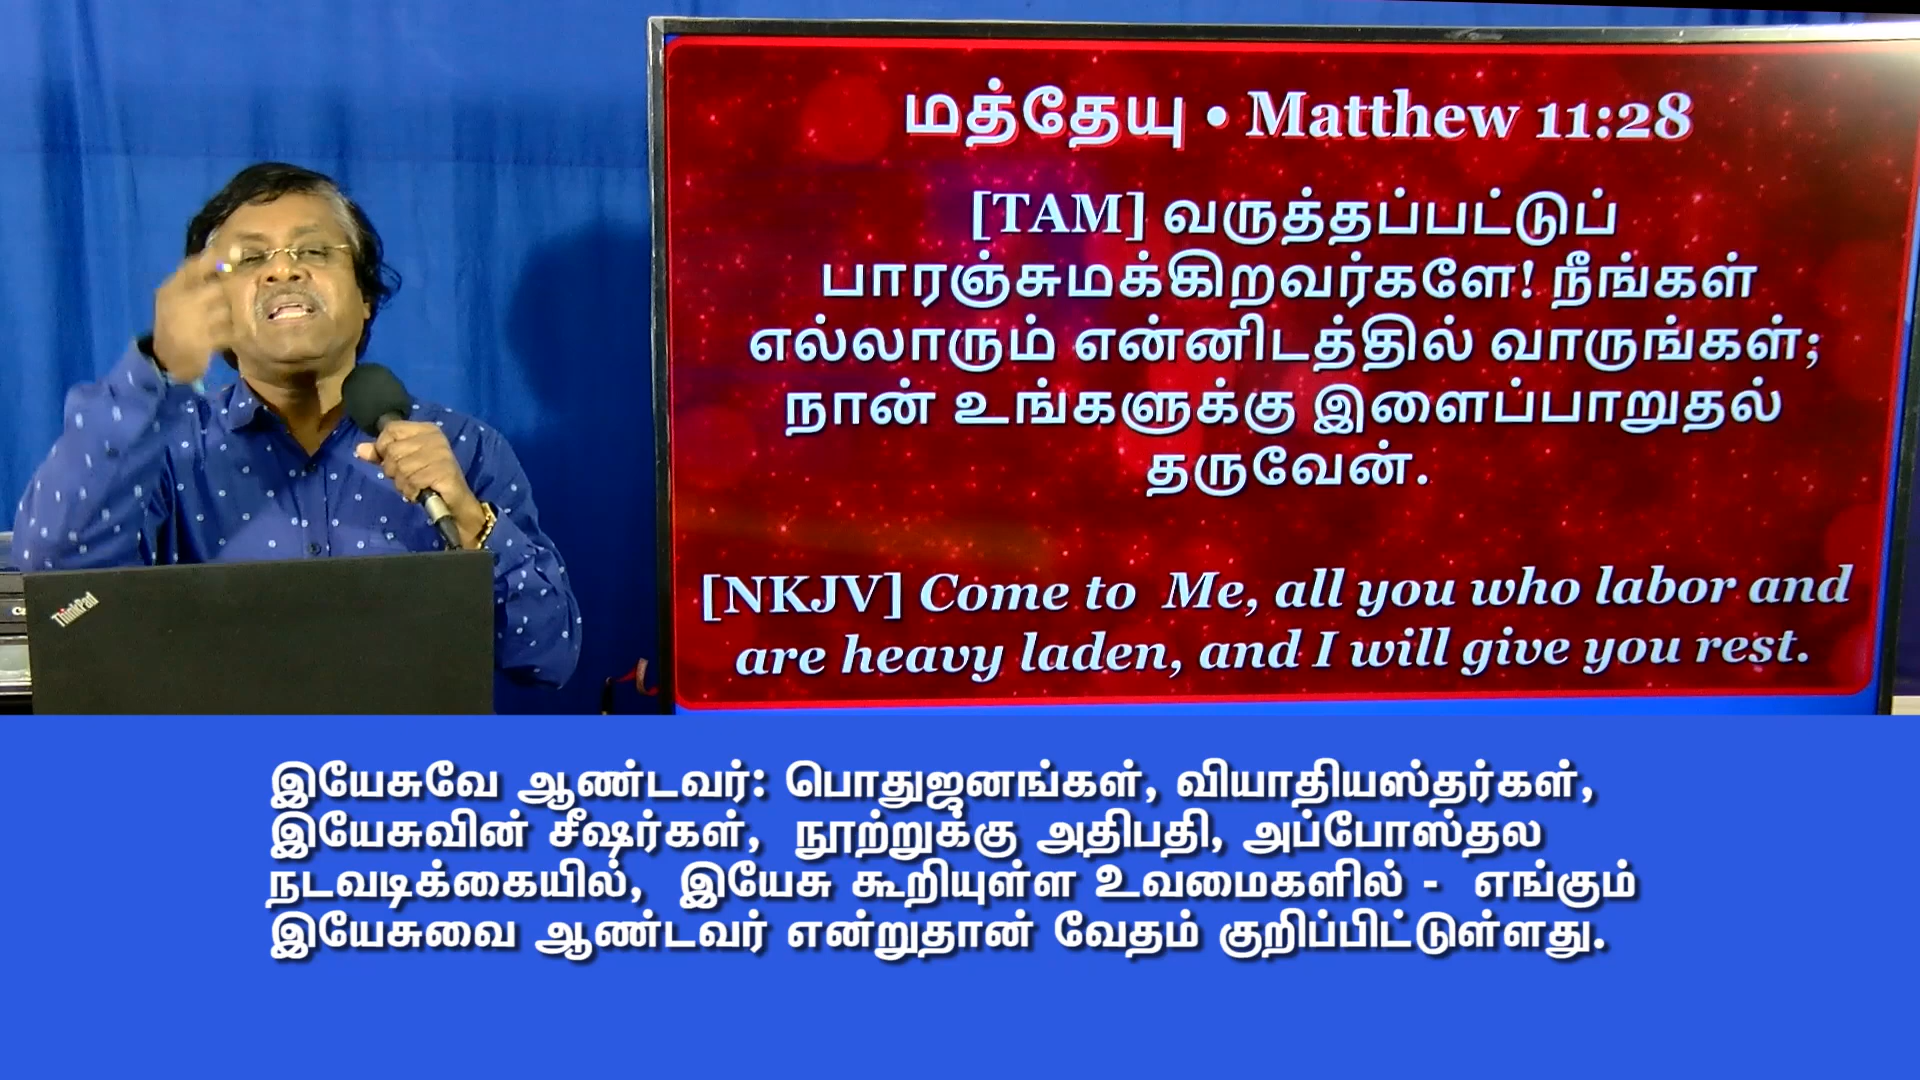 மத்தேயு • Matthew 11:28
[TAM] வருத்தப்பட்டுப்
பாரஞ்சுமக்கிறவர்களே! நீங்கள்
எல்லாரும் என்னிடத்தில் வாருங்கள்;
நான் உங்களுக்கு இளைப்பாறுதல்
தருவேன்.
[NKJV] Come to Me, all you who labor and
are heavy laden, and I will give you rest.
ThinkPad
இயேசுவே ஆண்டவர்: பொதுஜனங்கள், வியாதியஸ்தர்கள்,
இயேசுவின் சீஷர்கள், நூற்றுக்கு அதிபதி, அப்போஸ்தல
நடவடிக்கையில், இயேசு கூறியுள்ள உவமைகளில் - எங்கும்
இயேசுவை ஆண்டவர் என்றுதான் வேதம் குறிப்பிட்டுள்ளது.